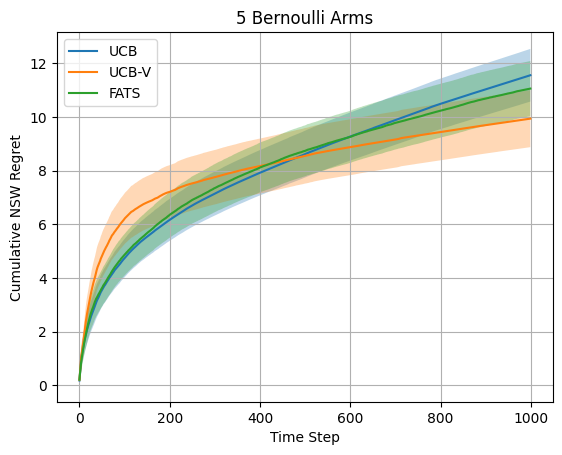 5 Bernoulli Arms
UCB
UCB-V
FATS
Cumulative NSW Regret
12
10
8
6
4
2
0
0 200 400 600 800 1000
Time Step